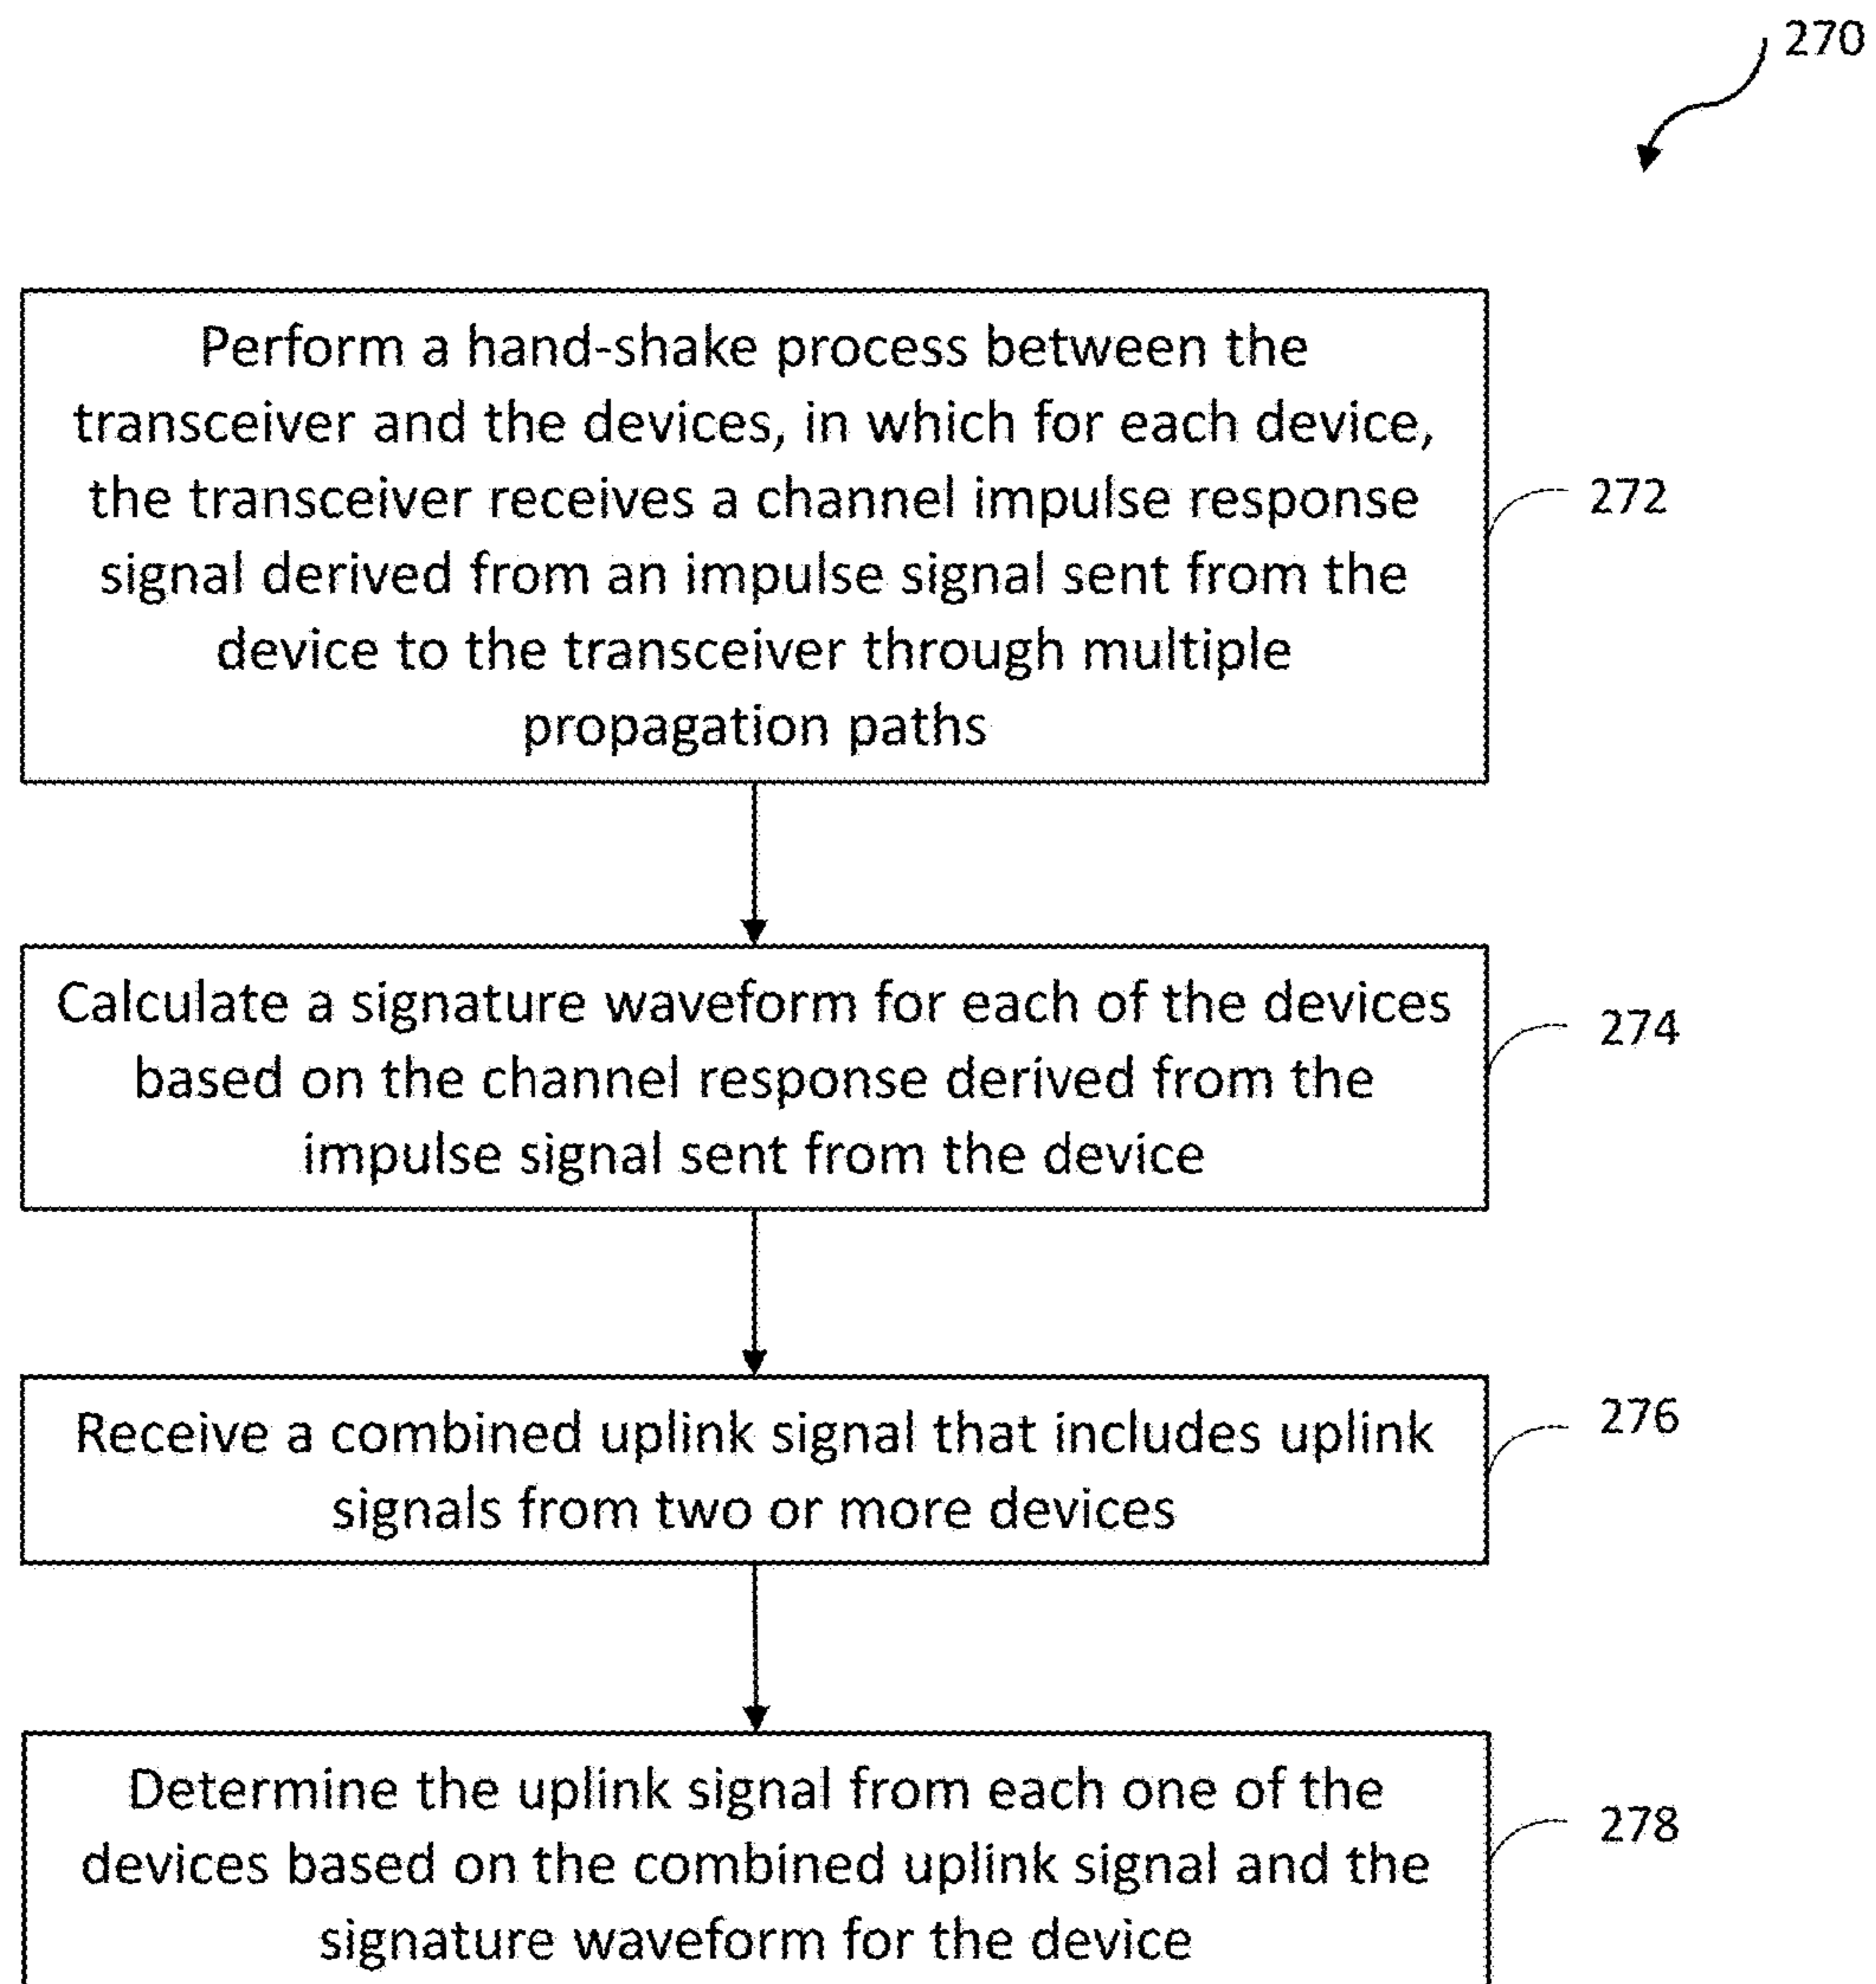 270
Perform a hand-shake process between the
transceiver and the devices, in which for each device,
the transceiver receives a channel impulse response
signal derived from an impulse signal sent from the
device to the transceiver through multiple
propagation paths
272
Calculate a signature waveform for each of the devices
based on the channel response derived from the
impulse signal sent from the device
274
Receive a combined uplink signal that includes uplink
signals from two or more devices
276
Determine the uplink signal from each one of the
devices based on the combined uplink signal and the
signature waveform for the device
278